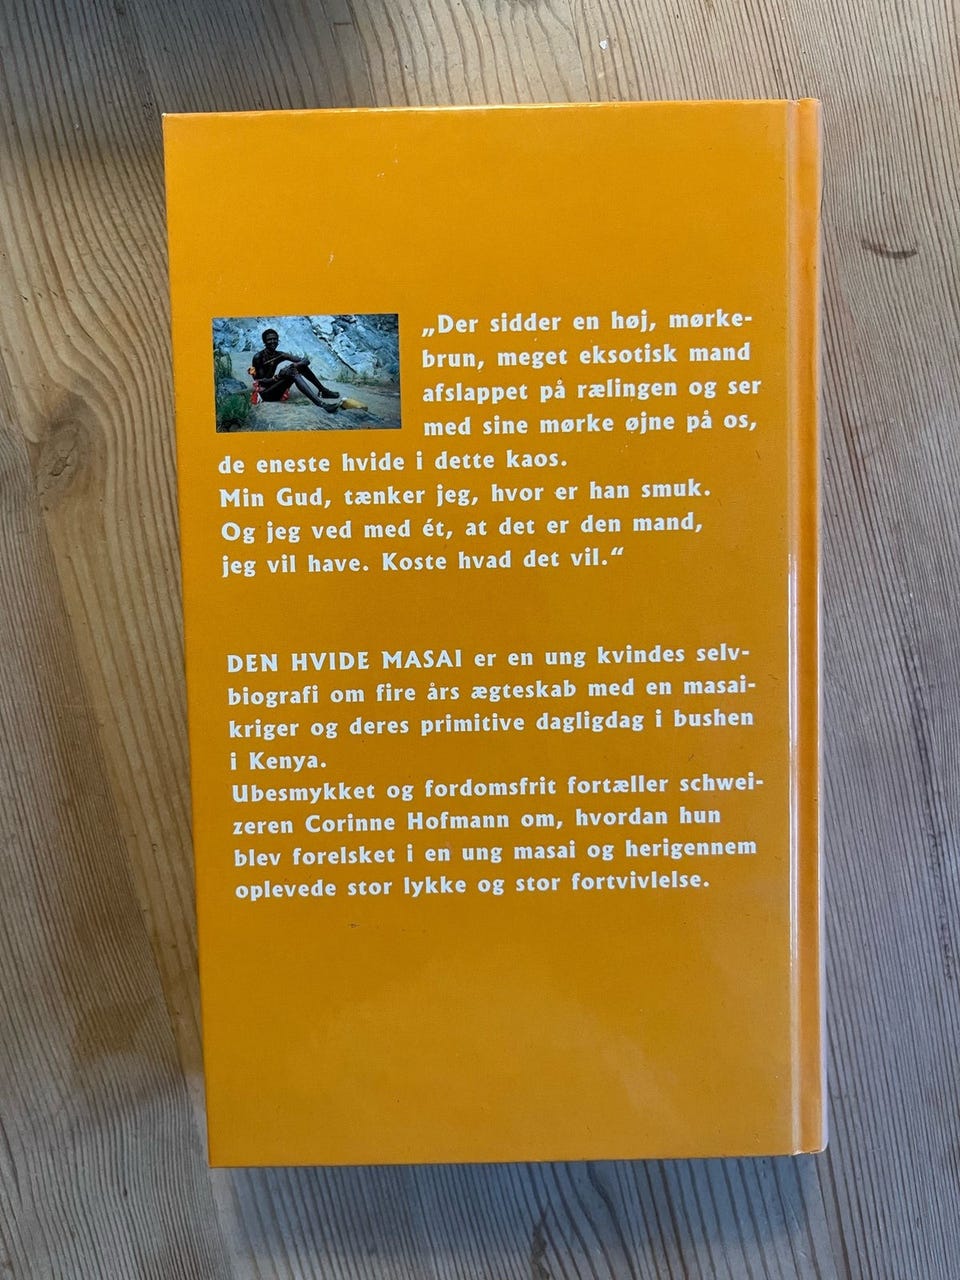 „Der sidder en høj, mørke-
brun, meget eksotisk mand
afslappet på rælingen og ser
med sine mørke øjne på os,
de eneste hvide i dette kaos.
Min Gud, tænker jeg, hvor er han smuk.
Og jeg ved med ét, at det er den mand,
jeg vil have. Koste hvad det vil.“
DEN HVIDE MASAI er en ung kvindes selv-
biografi om fire års ægteskab med en masai-
kriger og deres primitive dagligdag i bushen
i Kenya.
Ubesmykket og fordomsfrit fortæller schwei-
zeren Corinne Hofmann om, hvordan hun
blev forelsket i en ung masai og herigennem
oplevede stor lykke og stor fortvivlelse.